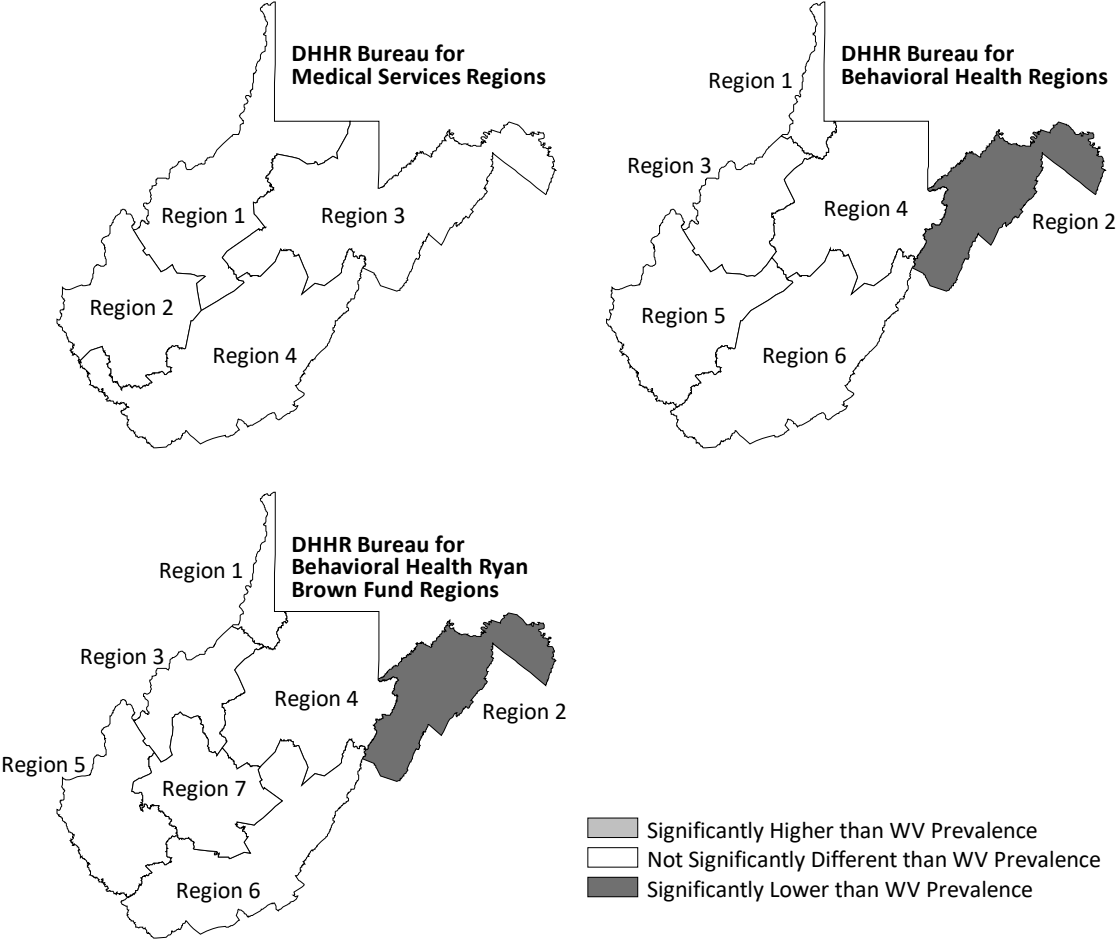 DHHR Bureau for
Medical Services Regions
Region 1
Region 3
Region 2
Region 4
DHHR Bureau for
Behavioral Health Regions
Region 1
Region 3
Region 4
Region 2
Region 5
Region 6
DHHR Bureau for
Behavioral Health Ryan
Brown Fund Regions
Region 1
Region 3
Region 4
Region 2
Region 5
Region 7
Region 6
Significantly Higher than WV Prevalence
Not Significantly Different than WV Prevalence
Significantly Lower than WV Prevalence